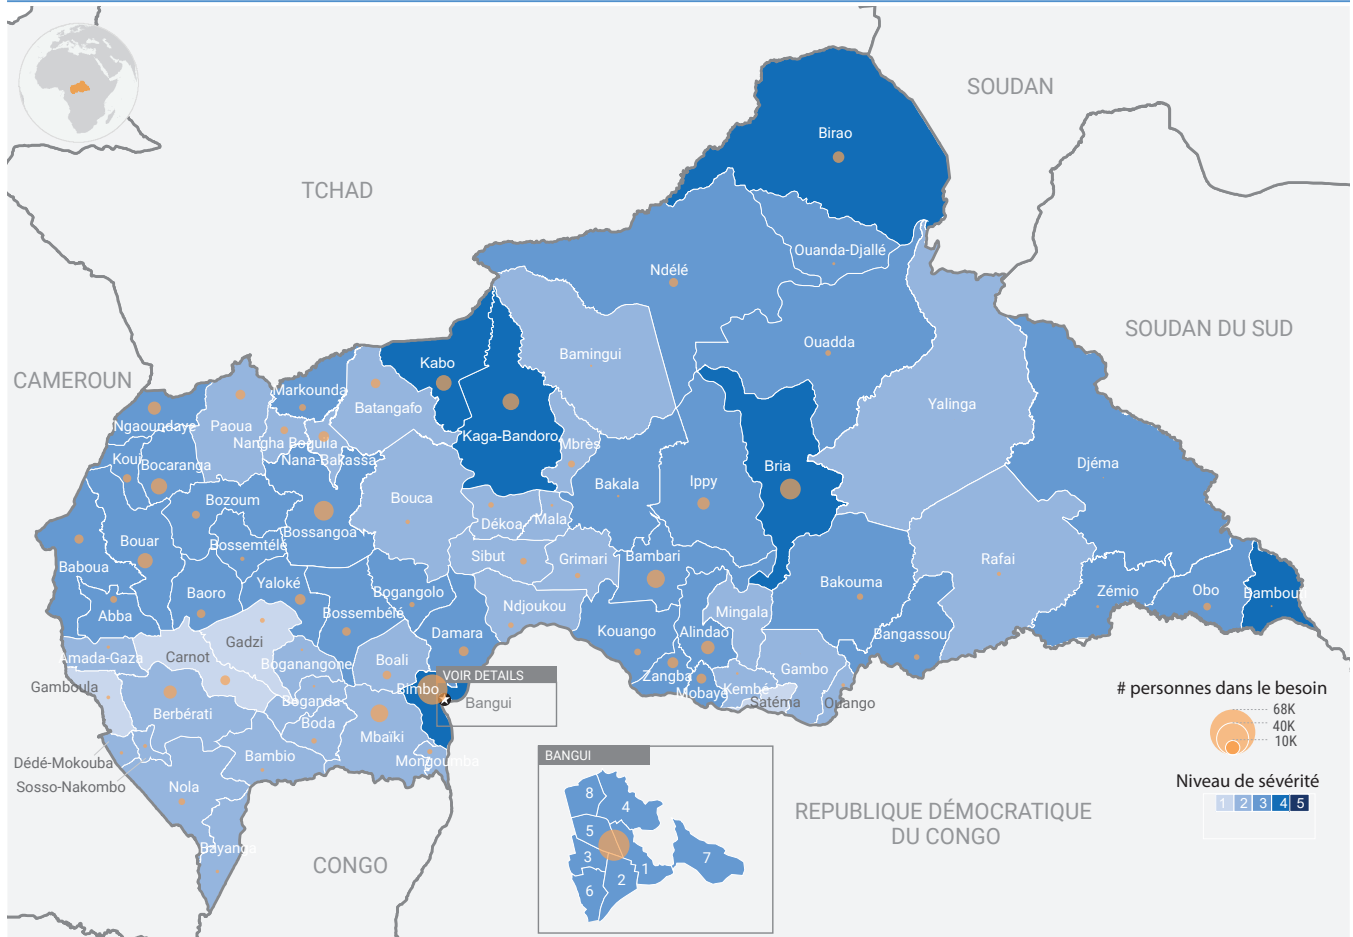 SOUDAN
Birao
TCHAD
Ouanda-Djallé
Ndélé
SOUDAN DU SUD
Ouadda
Bamingui
Kabo
CAMEROUN
Markounda
Batangafo
Yalinga
Ngaoundaye
Paoua
Nangha Boguila
Kaga-Bandoro
Mbrès
Koui
Bocaranga
Nana-Bakassa
Bria
Djéma
Bakala
Ippy
Bozoum
Bouca
Bossangoa
Dékoa
Mala
Bouar
Bossemtélé
Sibut
Grimari
Bambari
Rafai
Baboua
Yaloké
Bakouma
Baoro
Bogangolo
Zémio
Obo
Bambouti
Abba
Bossembélé
Ndjoukou
Mingala
Damara
Kouango
Alindao
Bangassou
Gadzi
Amada-Gaza
Carnot
Boganangone
Boali
Gambo
VOIR DETAILS
Zangba
Gamboula
Bimbo
Mobaye
Kembé
Satéma
Ouango
Bangui
Boganda
Berbérati
Boda
Mbaïki
Bambio
Mongoumba
Dédé-Mokouba
Sosso-Nakombo
Nola
Bayanga
CONGO
BANGUI
8
4
5
3
7
1
2
6
REPUBLIQUE DÉMOCRATIQUE
DU CONGO
# personnes dans le besoin
68K
40K
10K
Niveau de sévérité
1 2 3 4 5